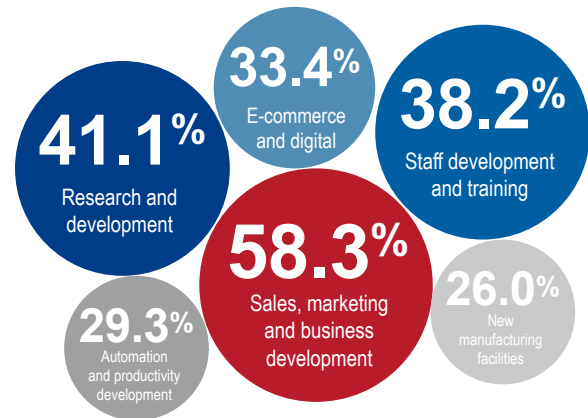 33.4%
E-commerce
and digital
38.2%
Staff development
and training
41.1%
Research and
development
58.3%
Sales, marketing
and business
development
26.0%
New
manufacturing
facilities
29.3%
Automation
and productivity
development